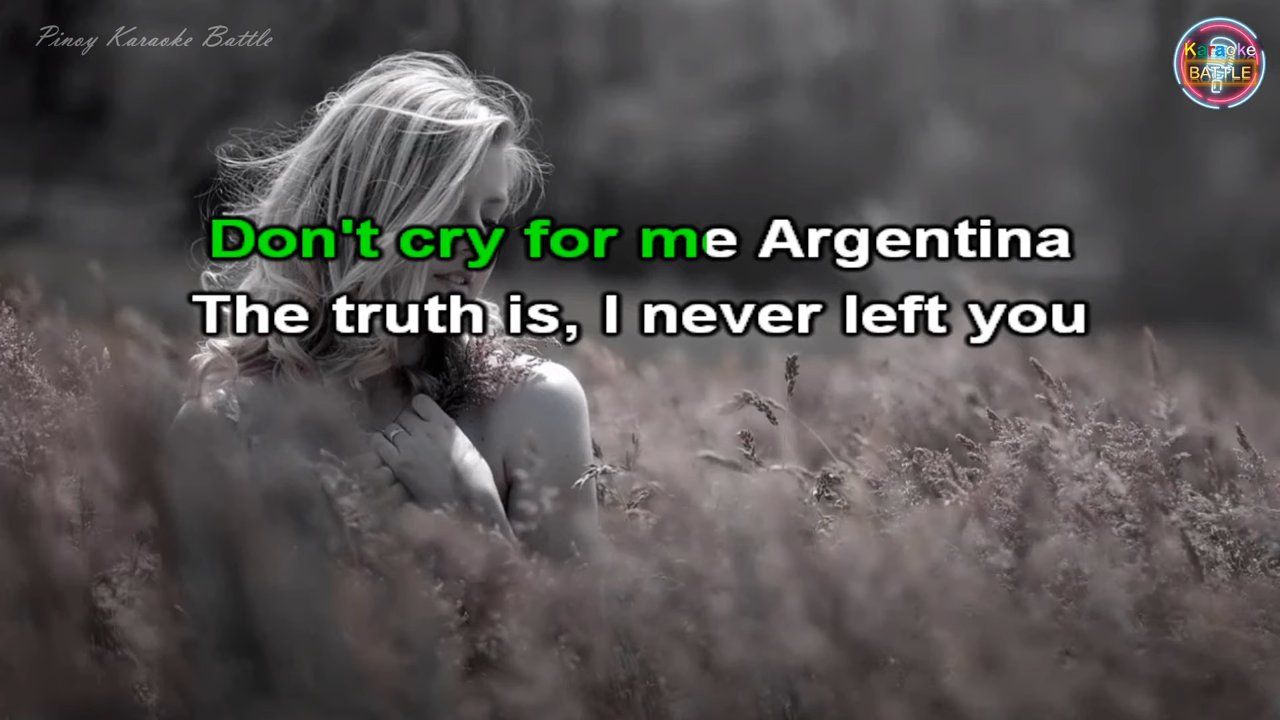 Pinoy Karaoke Battle
Karaoke
BATTLE
Don't cry for me Argentina
The truth is, I never left you